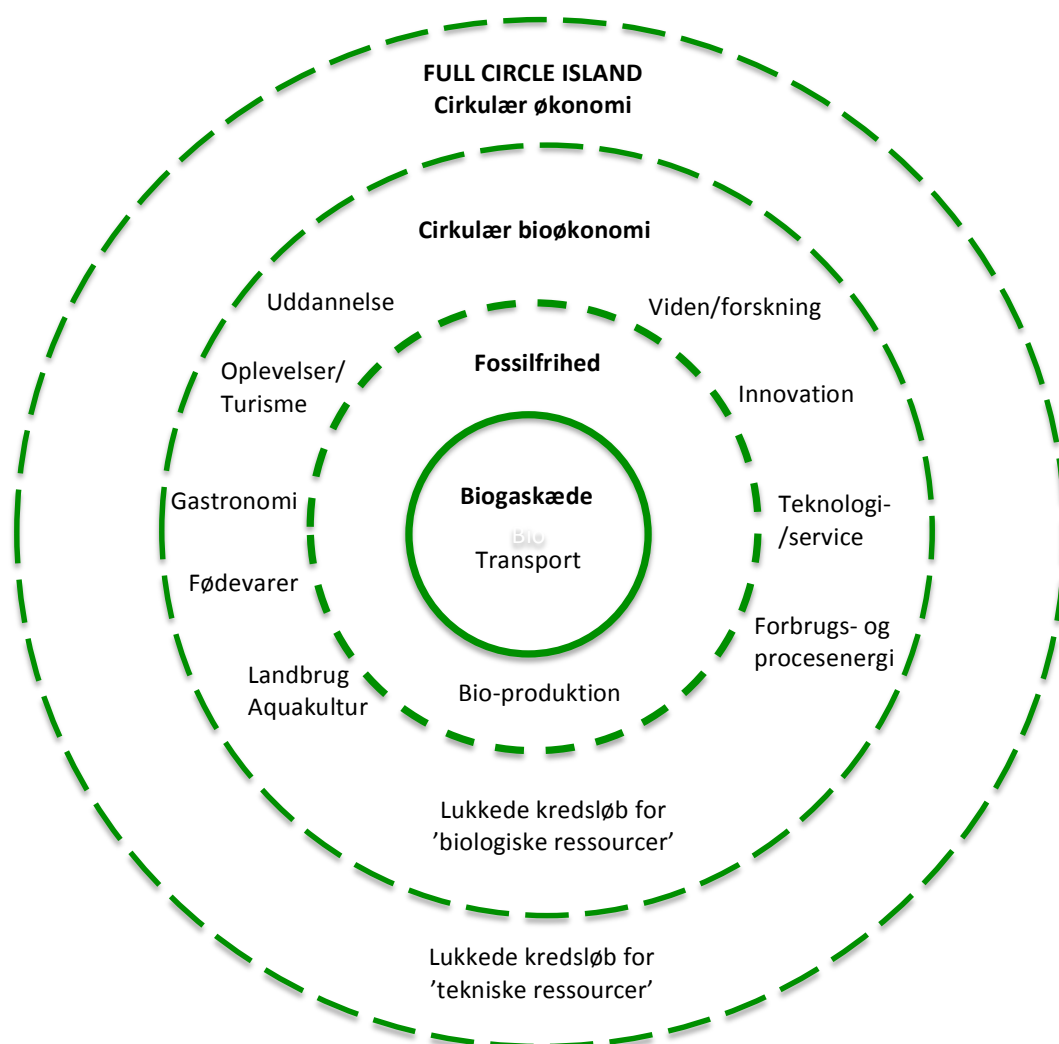 FULL CIRCLE ISLAND
Cirkulær økonomi
Cirkulær bioøkonomi
Uddannelse
Viden/forskning
Fossilfrihed
Oplevelser/
Turisme
Innovation
Biogaskæde
Bio
Transport
Gastronomi
Teknologi-
/service
Fødevarer
Forbrugs- og
procesenergi
Landbrug
Aquakultur
Bio-produktion
Lukkede kredsløb for
’biologiske ressourcer’
Lukkede kredsløb for
’tekniske ressourcer’